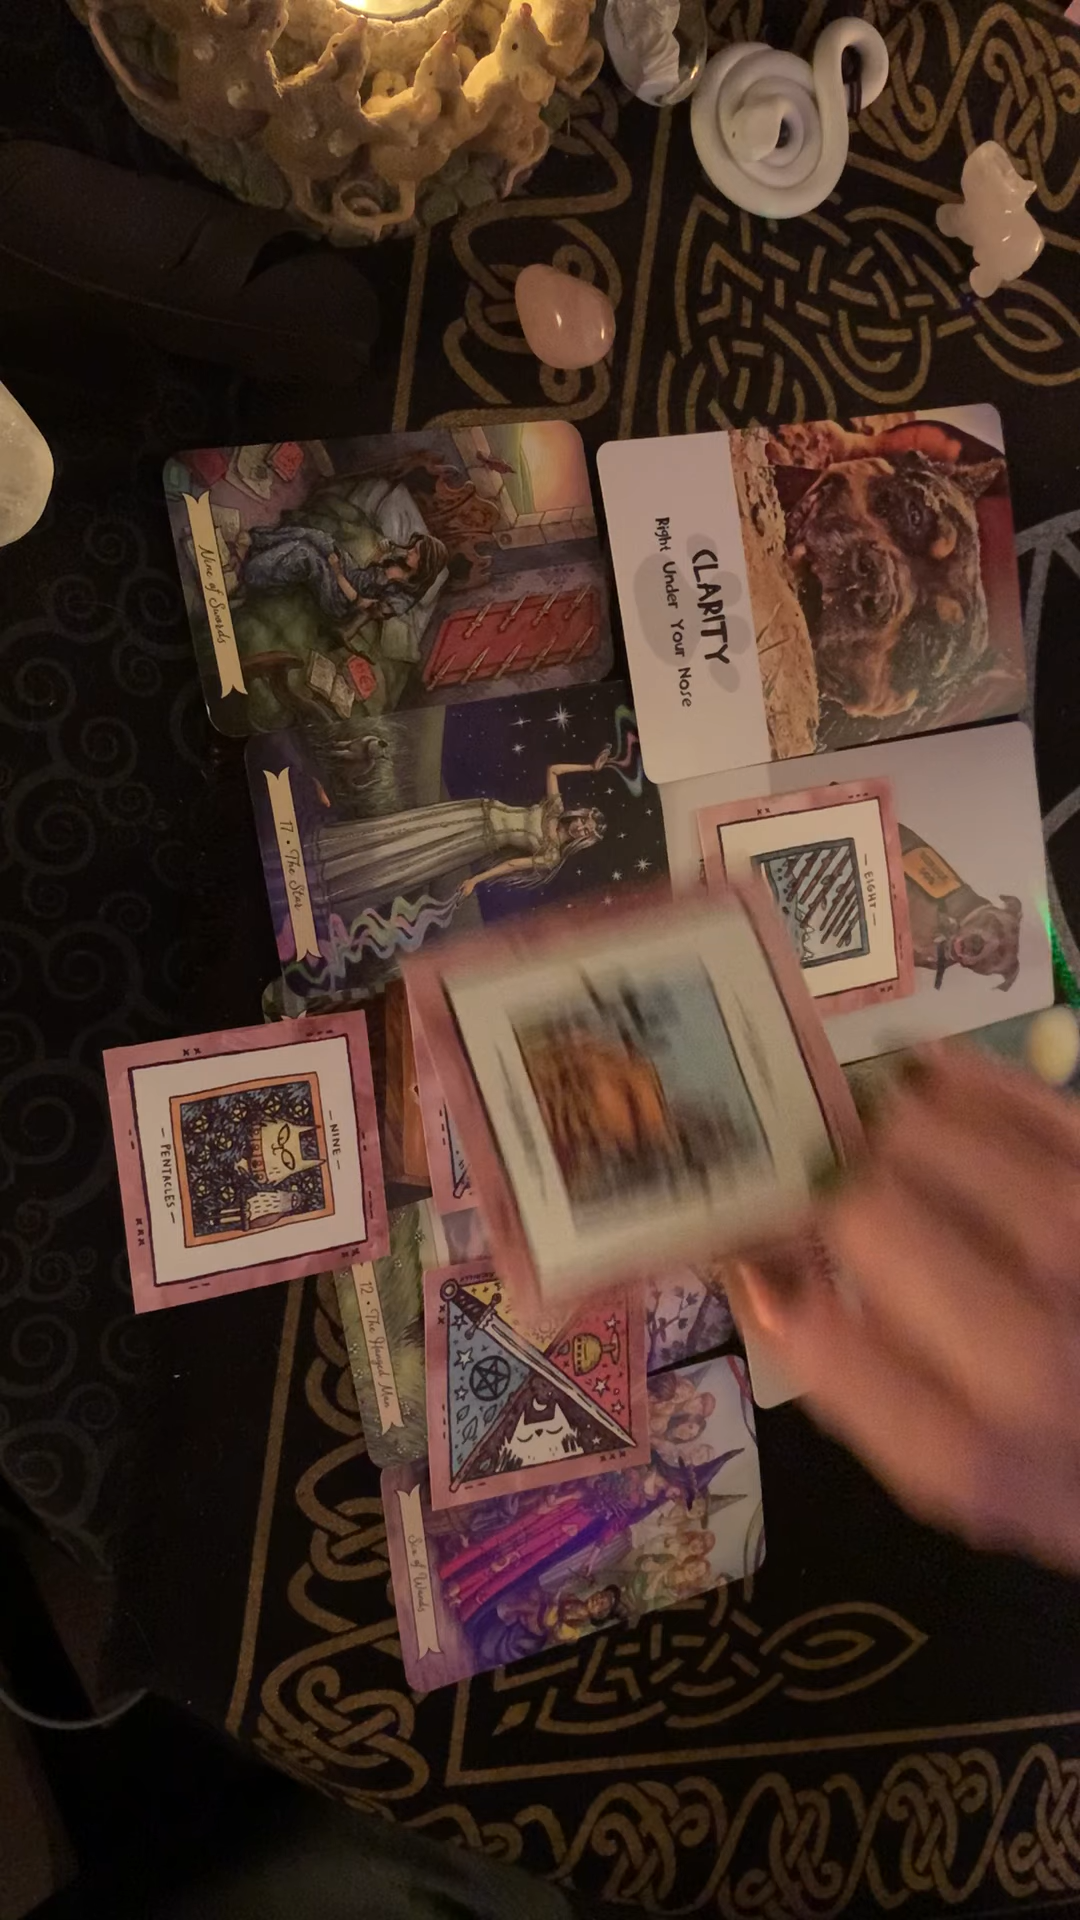 Nine of Swords
CLARITY
Right Under Your Nose
17 • The Star
— EIGHT —
— NINE —
— PENTACLES —
12 • The Hanged Man
Six of Wands